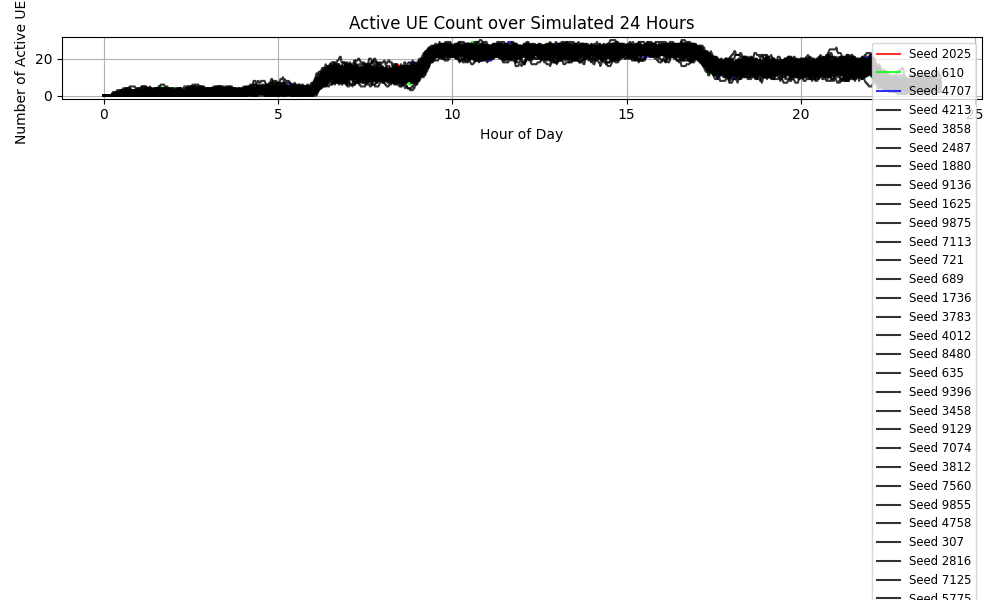 Active UE Count over Simulated 24 Hours
Number of Active UE
20
0
0
5
10
15
20
25
Hour of Day
Seed 2025
Seed 610
Seed 4707
Seed 4213
Seed 3858
Seed 2487
Seed 1880
Seed 9136
Seed 1625
Seed 9875
Seed 7113
Seed 721
Seed 689
Seed 1736
Seed 3783
Seed 4012
Seed 8480
Seed 635
Seed 9396
Seed 3458
Seed 9129
Seed 7074
Seed 3812
Seed 7560
Seed 9855
Seed 4758
Seed 307
Seed 2816
Seed 7125
Seed 5775